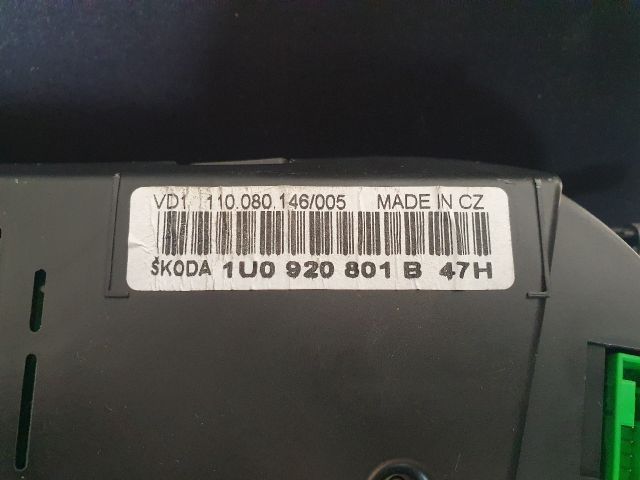 VD1 110.080.146/005 MADE IN CZ
ŠKODA 1U0 920 801 B 47H